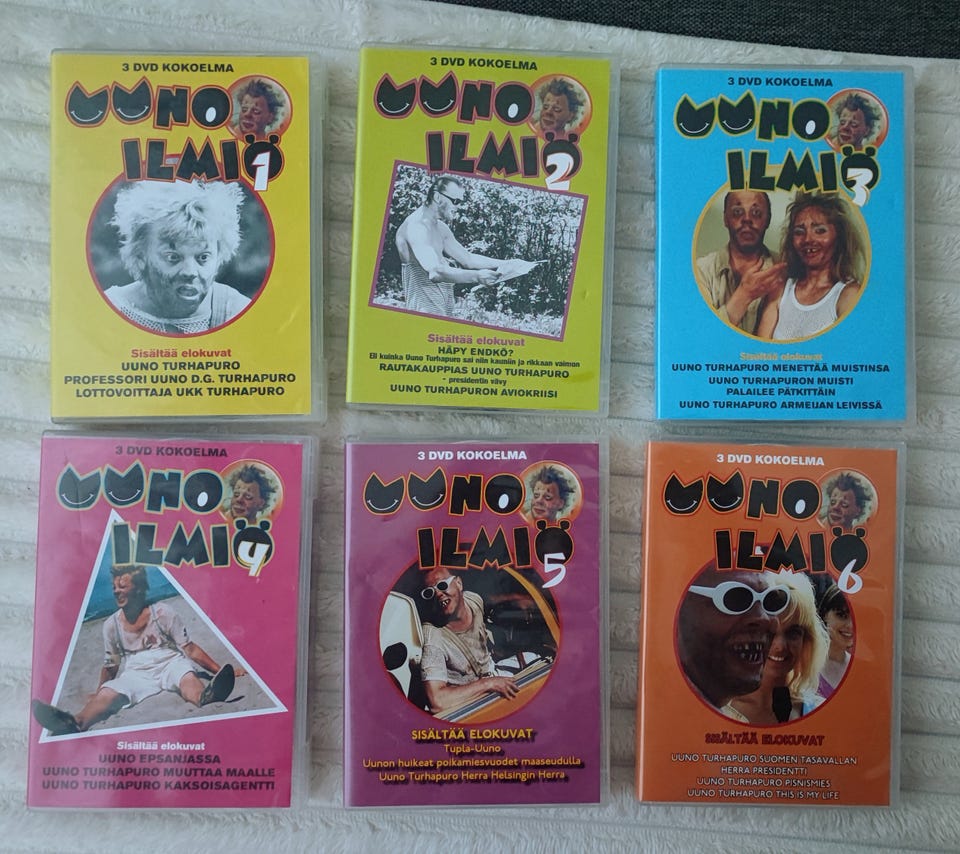 3 DVD KOKOELMA
UUNO
ILMIÖ
1
Sisältää elokuvat
UUNO TURHAPURO
PROFESSORI UUNO D.G. TURHAPURO
LOTTOVOITTAJA UKK TURHAPURO
3 DVD KOKOELMA
UUNO
ILMIÖ
2
Sisältää elokuvat
HÄPY ENDKÖ?
Eli kuinka Uuno Turhapuro sai niin kauniin ja rikkaan vaimon
RAUTAKAUPPIAS UUNO TURHAPURO
- presidentin vävy
UUNO TURHAPURON AVIOKRIISI
3 DVD KOKOELMA
UUNO
ILMIÖ
3
Sisältää elokuvat
UUNO TURHAPURO MENETTÄÄ MUISTINSA
UUNO TURHAPURON MUISTI
PALAILEE PÄTKITTÄIN
UUNO TURHAPURO ARMEIJAN LEIVISSÄ
3 DVD KOKOELMA
UUNO
ILMIÖ
4
Sisältää elokuvat
UUNO EPSANJASSA
UUNO TURHAPURO MUUTTAA MAALLE
UUNO TURHAPURO KAKSOISAGENTTI
3 DVD KOKOELMA
UUNO
ILMIÖ
5
SISÄLTÄÄ ELOKUVAT
Tupla-Uuno
Uunon huikeat poikamiesvuodet maaseudulla
Uuno Turhapuro Herra Helsingin Herra
3 DVD KOKOELMA
UUNO
ILMIÖ
6
SISÄLTÄÄ ELOKUVAT
UUNO TURHAPURO SUOMEN TASAVALLAN
HERRA PRESIDENTTI
UUNO TURHAPURO PISNISMIES
UUNO TURHAPURO THIS IS MY LIFE